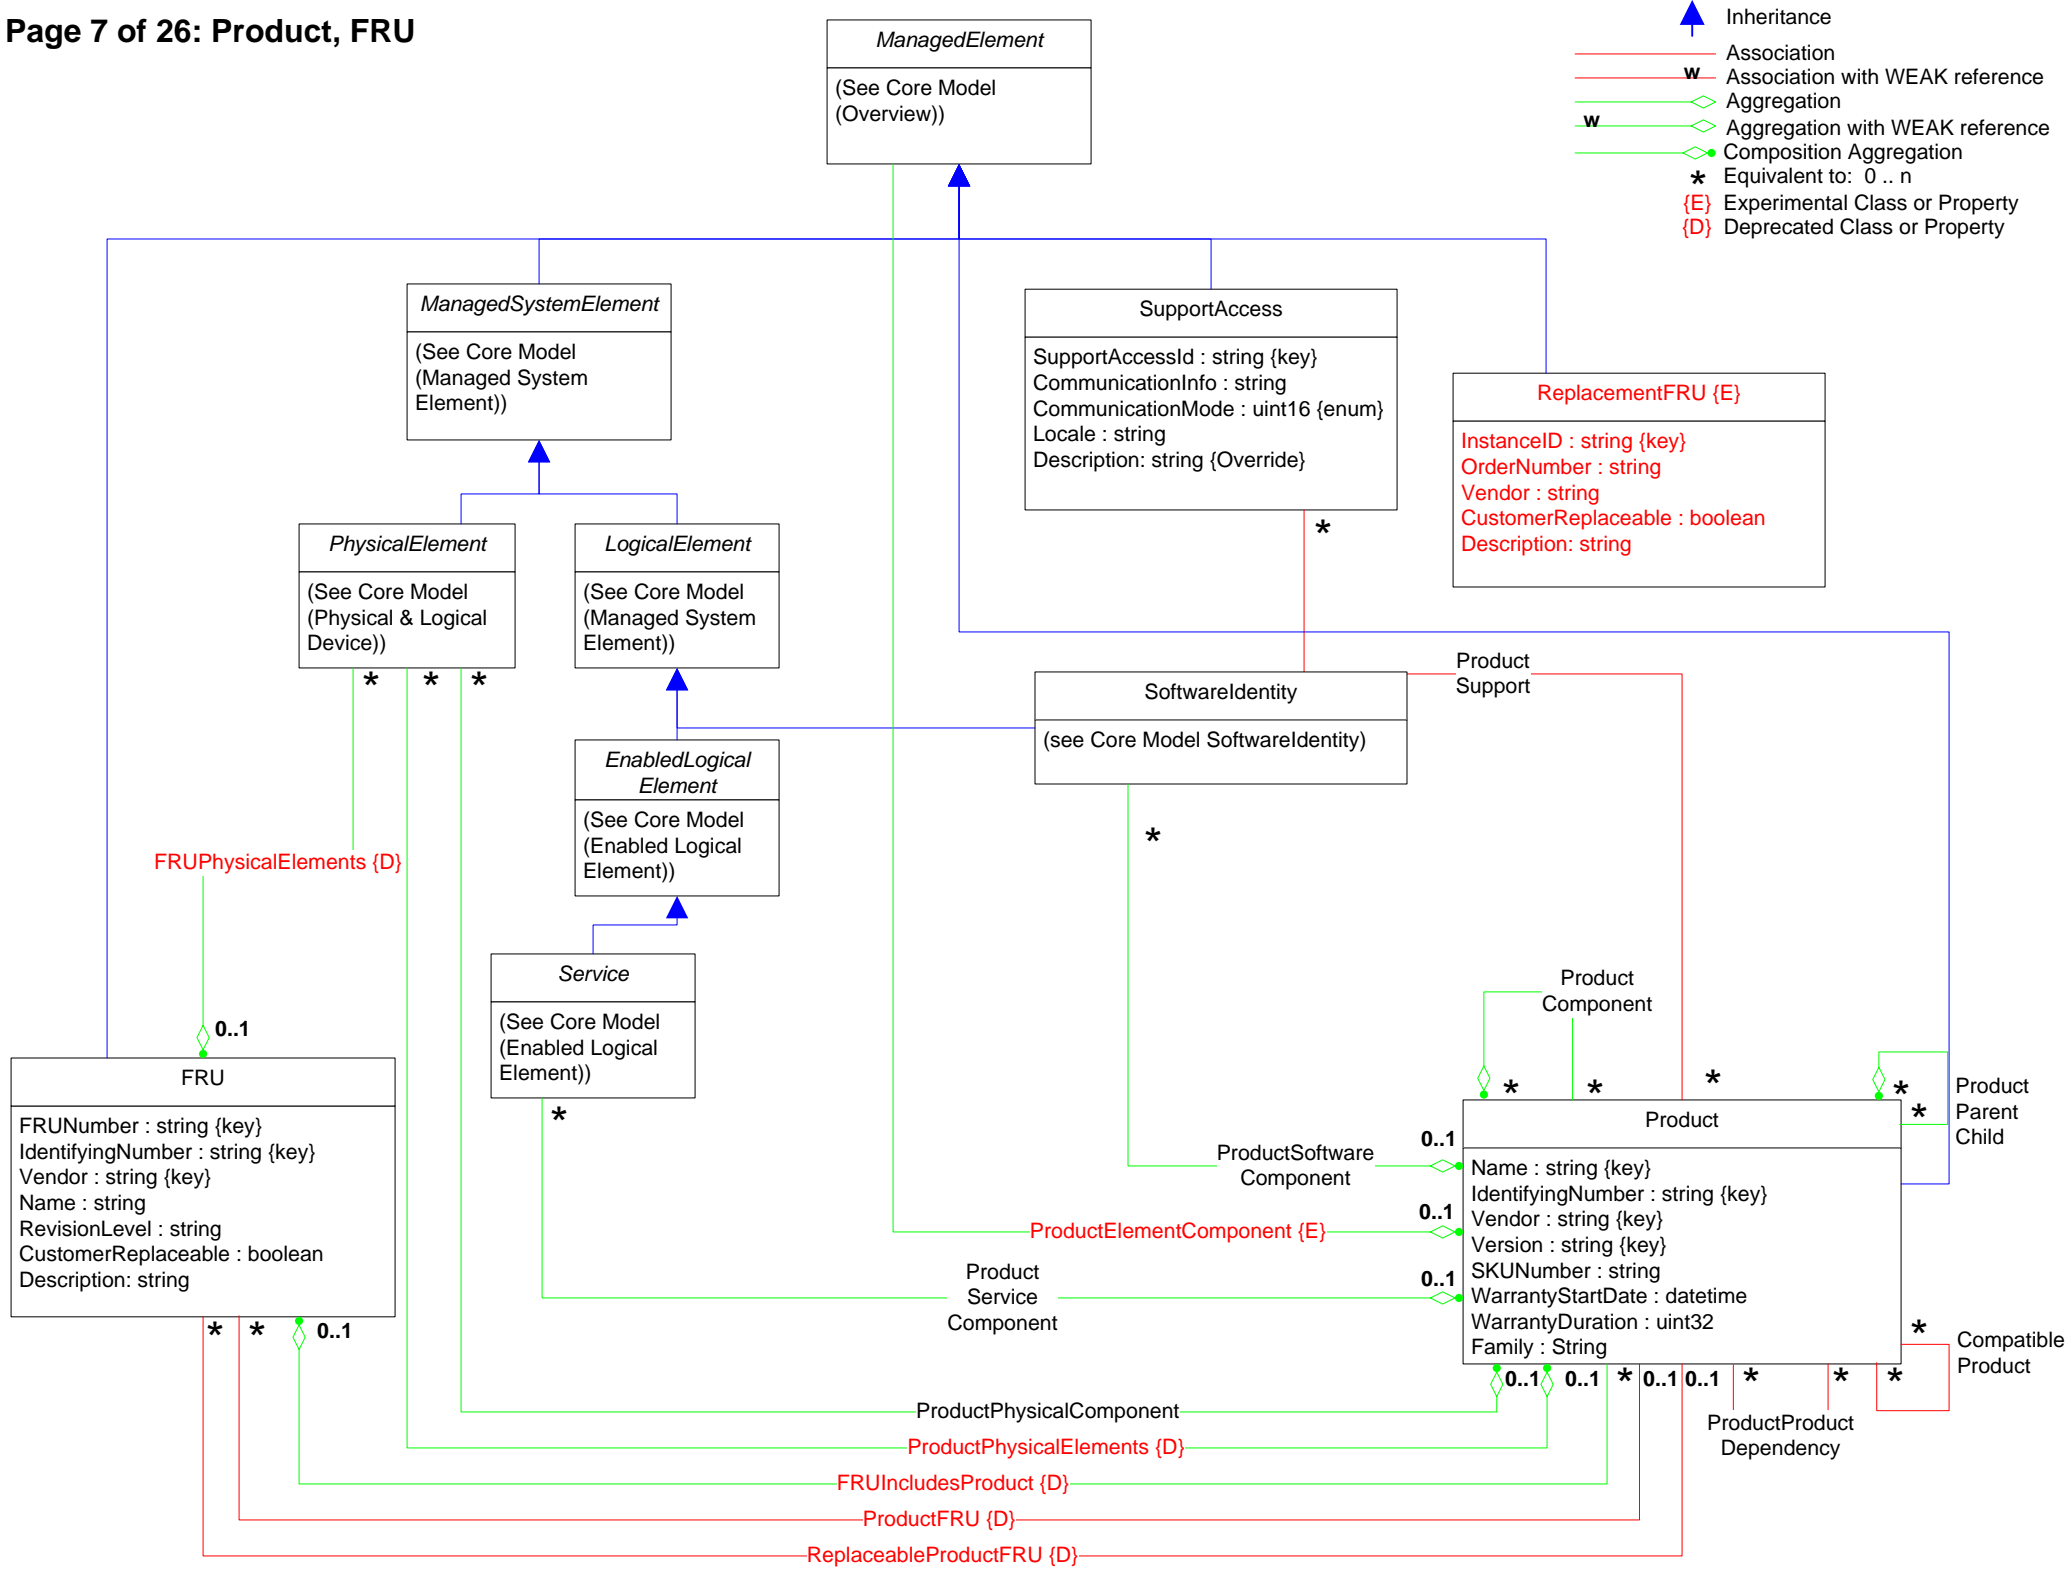 Page 7 of 26: Product, FRU
Inheritance
Association
w
Association with WEAK reference
Aggregation
w
Aggregation with WEAK reference
Composition Aggregation
* Equivalent to: 0 .. n
{E} Experimental Class or Property
{D} Deprecated Class or Property
ManagedElement
(See Core Model
(Overview))
ManagedSystemElement
(See Core Model
(Managed System
Element))
SupportAccess
SupportAccessId : string {key}
CommunicationInfo : string
CommunicationMode : uint16 {enum}
Locale : string
Description: string {Override}
*
ReplacementFRU {E}
InstanceID : string {key}
OrderNumber : string
Vendor : string
CustomerReplaceable : boolean
Description: string
PhysicalElement
(See Core Model
(Physical & Logical
Device))
* * *
LogicalElement
(See Core Model
(Managed System
Element))
SoftwareIdentity
(see Core Model SoftwareIdentity)
*
Product
Support
EnabledLogical
Element
(See Core Model
(Enabled Logical
Element))
FRUPhysicalElements {D}
0..1
Service
(See Core Model
(Enabled Logical
Element))
*
FRU
FRUNumber : string {key}
IdentifyingNumber : string {key}
Vendor : string {key}
Name : string
RevisionLevel : string
CustomerReplaceable : boolean
Description: string
* * 0..1
Product
Component
* * *
*
*
Product
Parent
Child
ProductSoftware
Component
0..1
ProductElementComponent {E}
0..1
Product
Service
Component
0..1
Product
Name : string {key}
IdentifyingNumber : string {key}
Vendor : string {key}
Version : string {key}
SKUNumber : string
WarrantyStartDate : datetime
WarrantyDuration : uint32
Family : String
*
Compatible
Product
0..1 0..1 * 0..1 0..1 * * *
ProductProduct
Dependency
ProductPhysicalComponent
ProductPhysicalElements {D}
FRUIncludesProduct {D}
ProductFRU {D}
ReplaceableProductFRU {D}